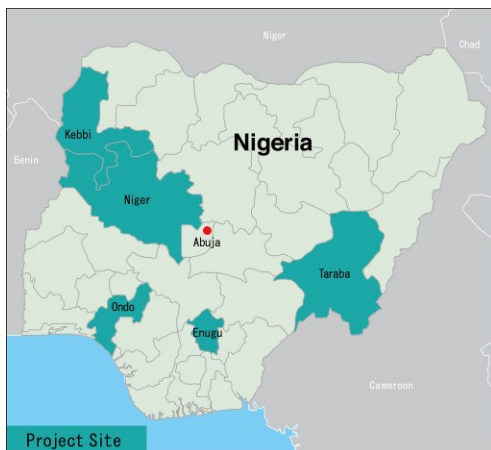 Niger
Chad
Kebbi
Nigeria
Benin
Niger
Abuja
Taraba
Ondo
Enugu
Cameroon
Project Site